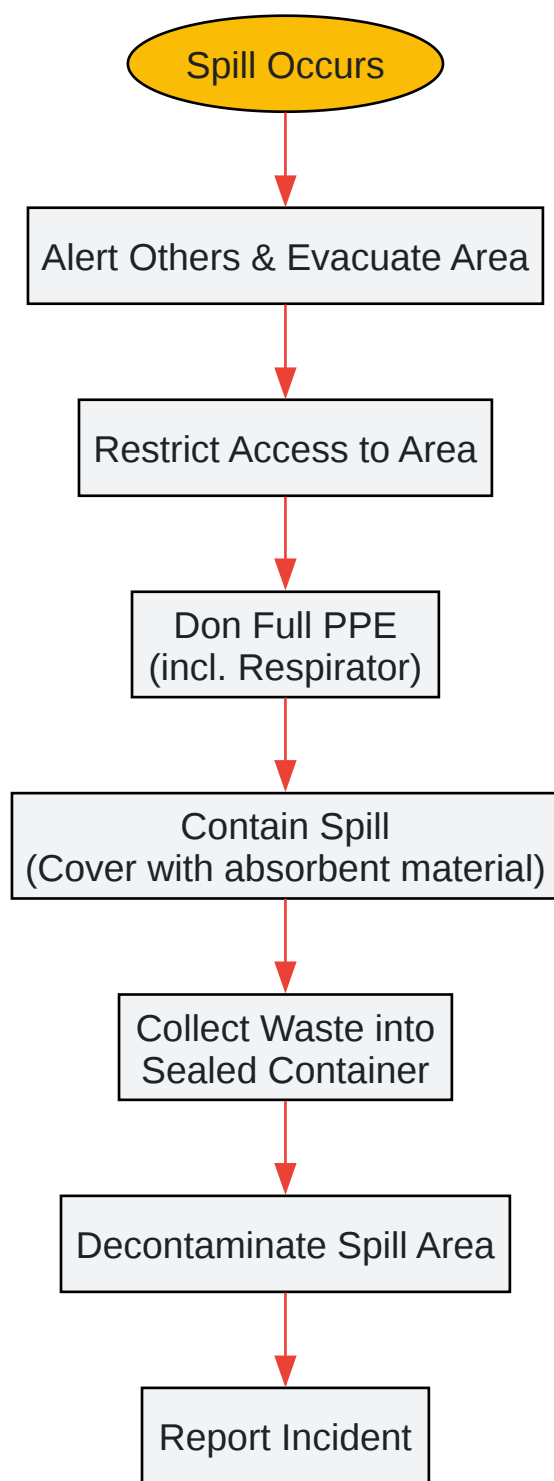 Spill Occurs
Alert Others & Evacuate Area
Restrict Access to Area
Don Full PPE
(incl. Respirator)
Contain Spill
(Cover with absorbent material)
Collect Waste into
Sealed Container
Decontaminate Spill Area
Report Incident